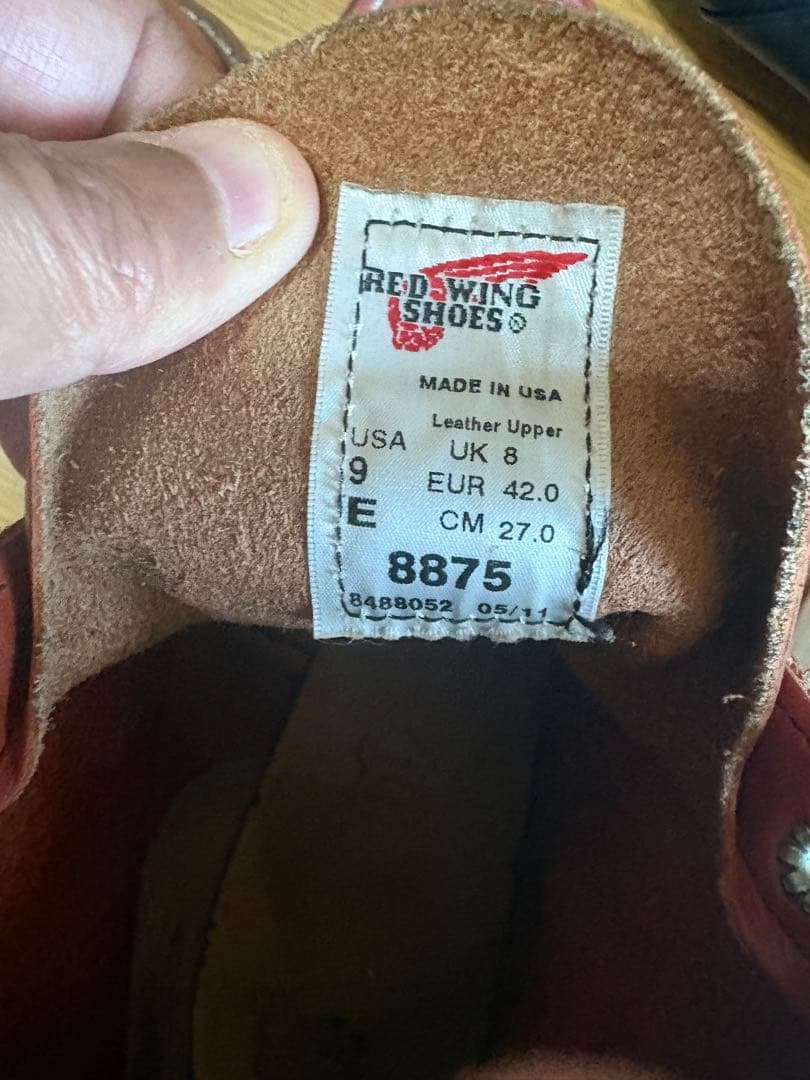 RED WING
SHOES®
MADE IN USA
Leather Upper
USA UK 8
9 EUR 42.0
E CM 27.0
8875
8488052 05/11